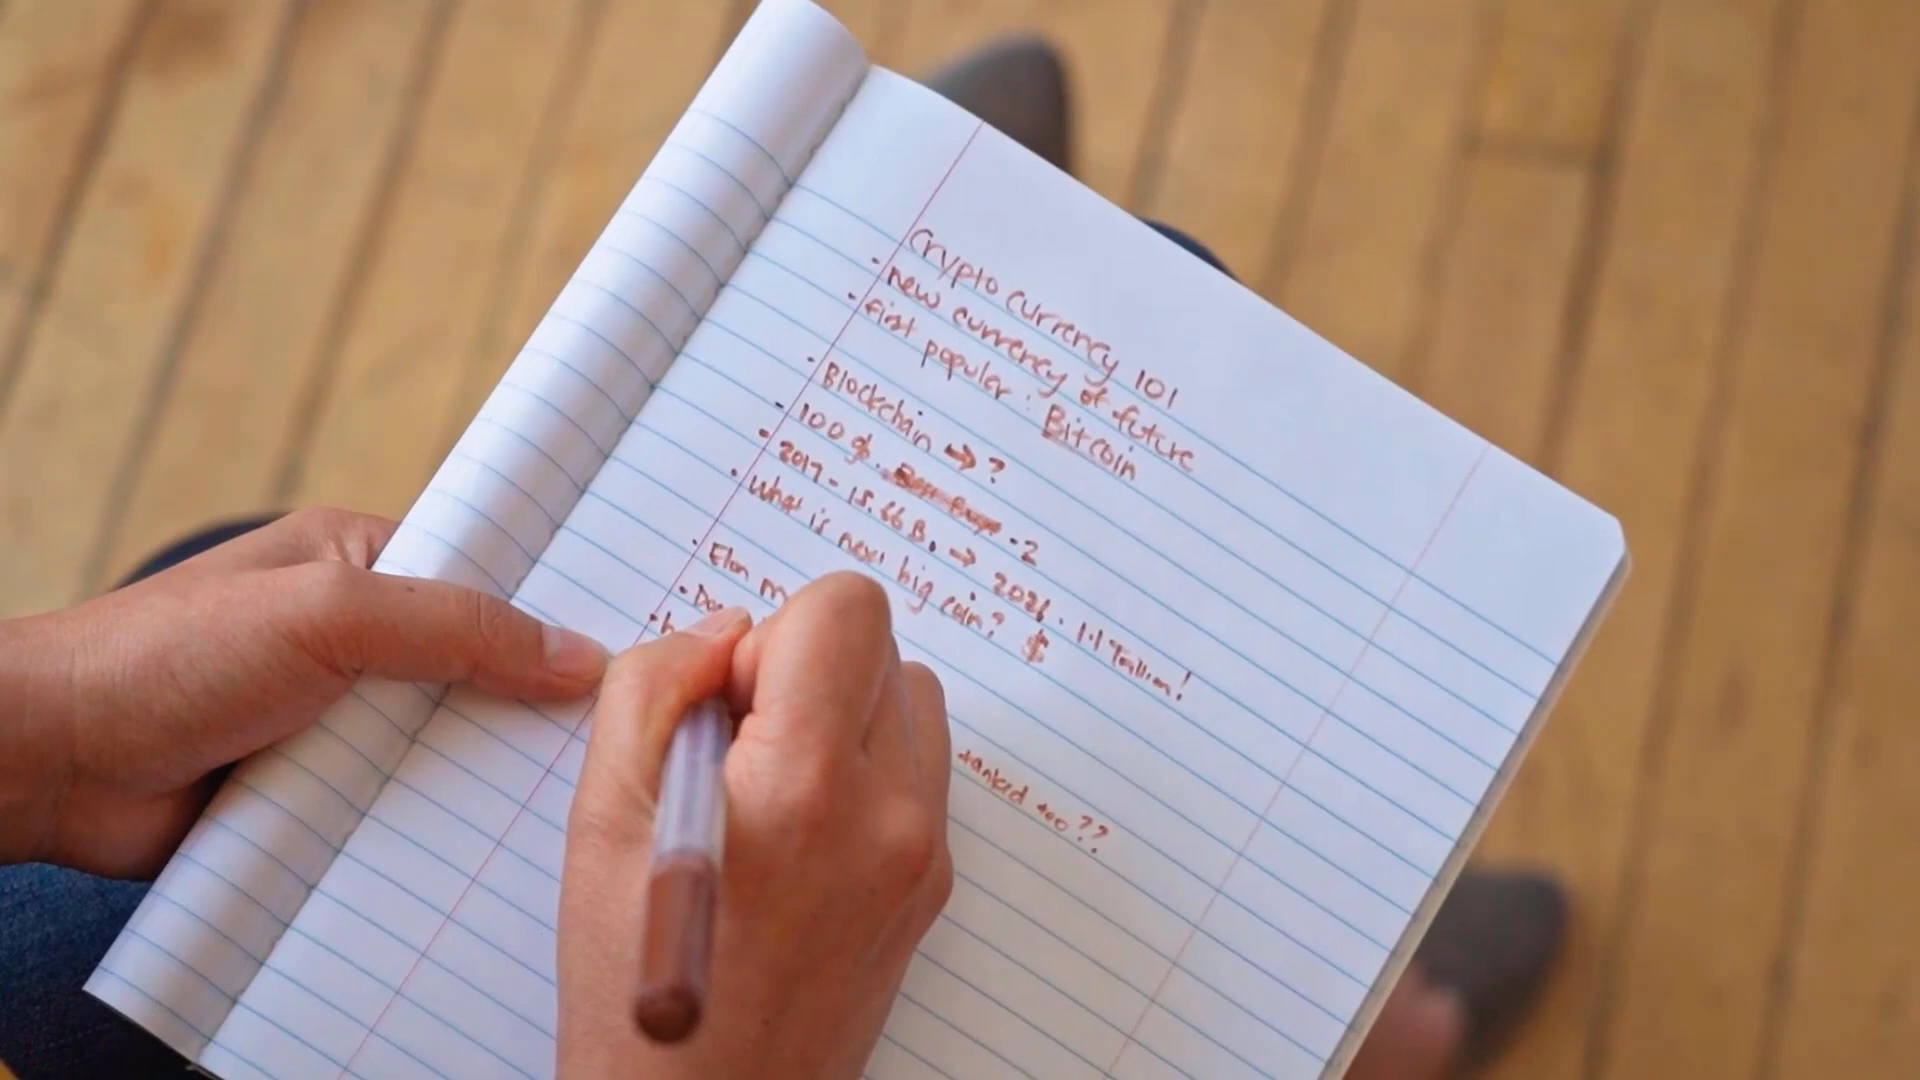 Crypto Currency 101
· new currency of future
· first popular : Bitcoin
· Blockchain → ?
- 100 $. · 2
· 2017 - 15.66 B. → 2026 · 1.1 Trillion!
· What is next big coin? $
· Elon m
tanked too ??